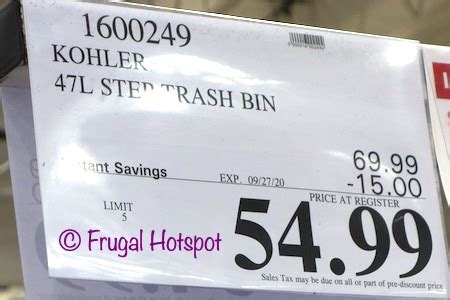 1600249
KOHLER
47L STEP TRASH BIN
69.99
Instant Savings EXP. 09/27/20 -15.00
LIMIT
5
PRICE AT REGISTER
54.99
© Frugal Hotspot
Sales Tax may be due on all or part of pre-discount price